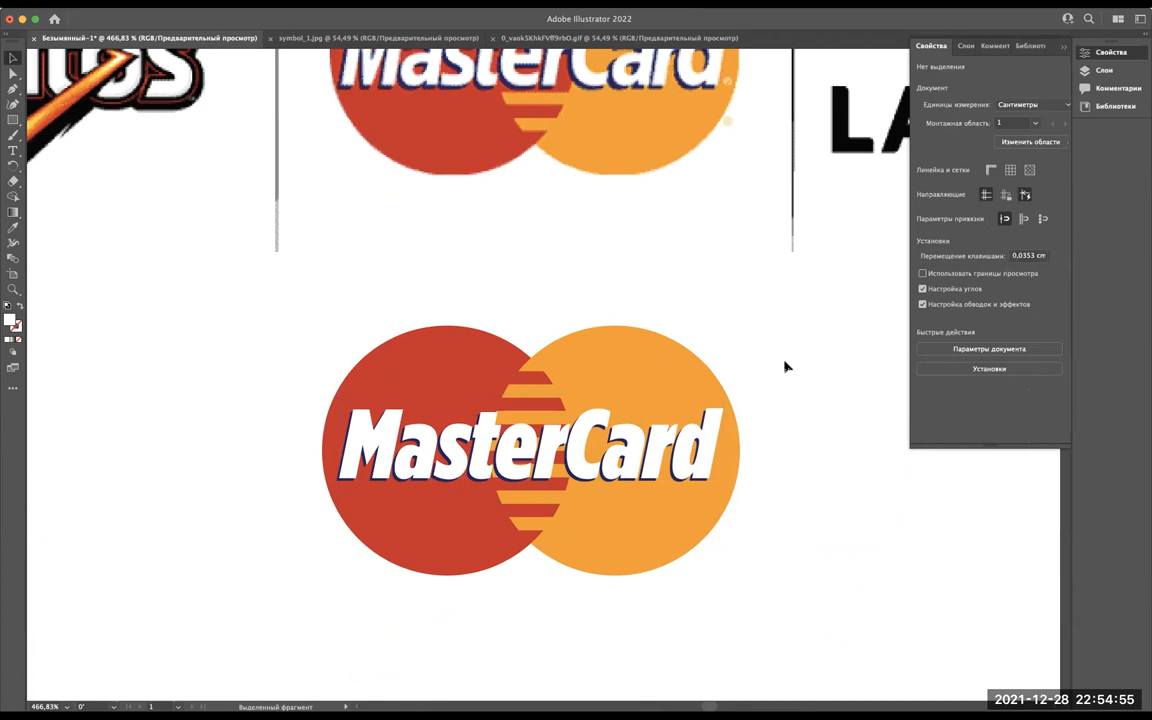 Adobe Illustrator 2022
Безымянный-1* @ 466,83 % (RGB/Предварительный просмотр)
symbol_1.jpg @ 54,49 % (RGB/Предварительный просмотр)
0_vaokSKhkFVff9rbO.gif @ 54,49 % (RGB/Предварительный просмотр)
MasterCard
LA
Свойства
Слои
Коммент
Библиот
Нет выделения
Документ
Единицы измерения: Сантиметры
Монтажная область: 1
Изменить области
Линейка и сетки
Направляющие
Параметры привязки
Установки
Перемещение клавишами: 0,0353 cm
Использовать границы просмотра
Настройка углов
Настройка обводок и эффектов
Быстрые действия
Параметры документа
Установки
Свойства
Слои
Комментарии
Библиотеки
MasterCard
466,83%
0°
1
Выделенный фрагмент
2021-12-28 22:54:55